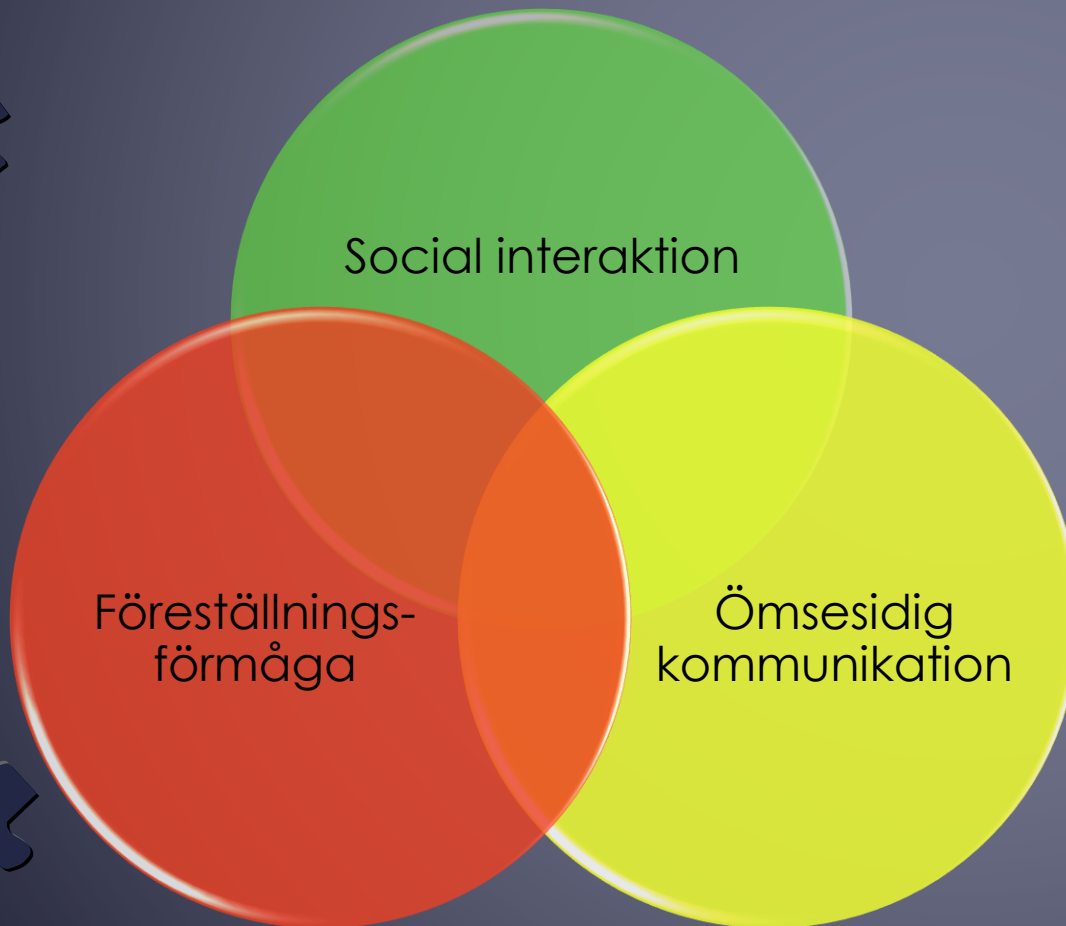 Social interaktion
Föreställnings-
förmåga
Ömsesidig
kommunikation